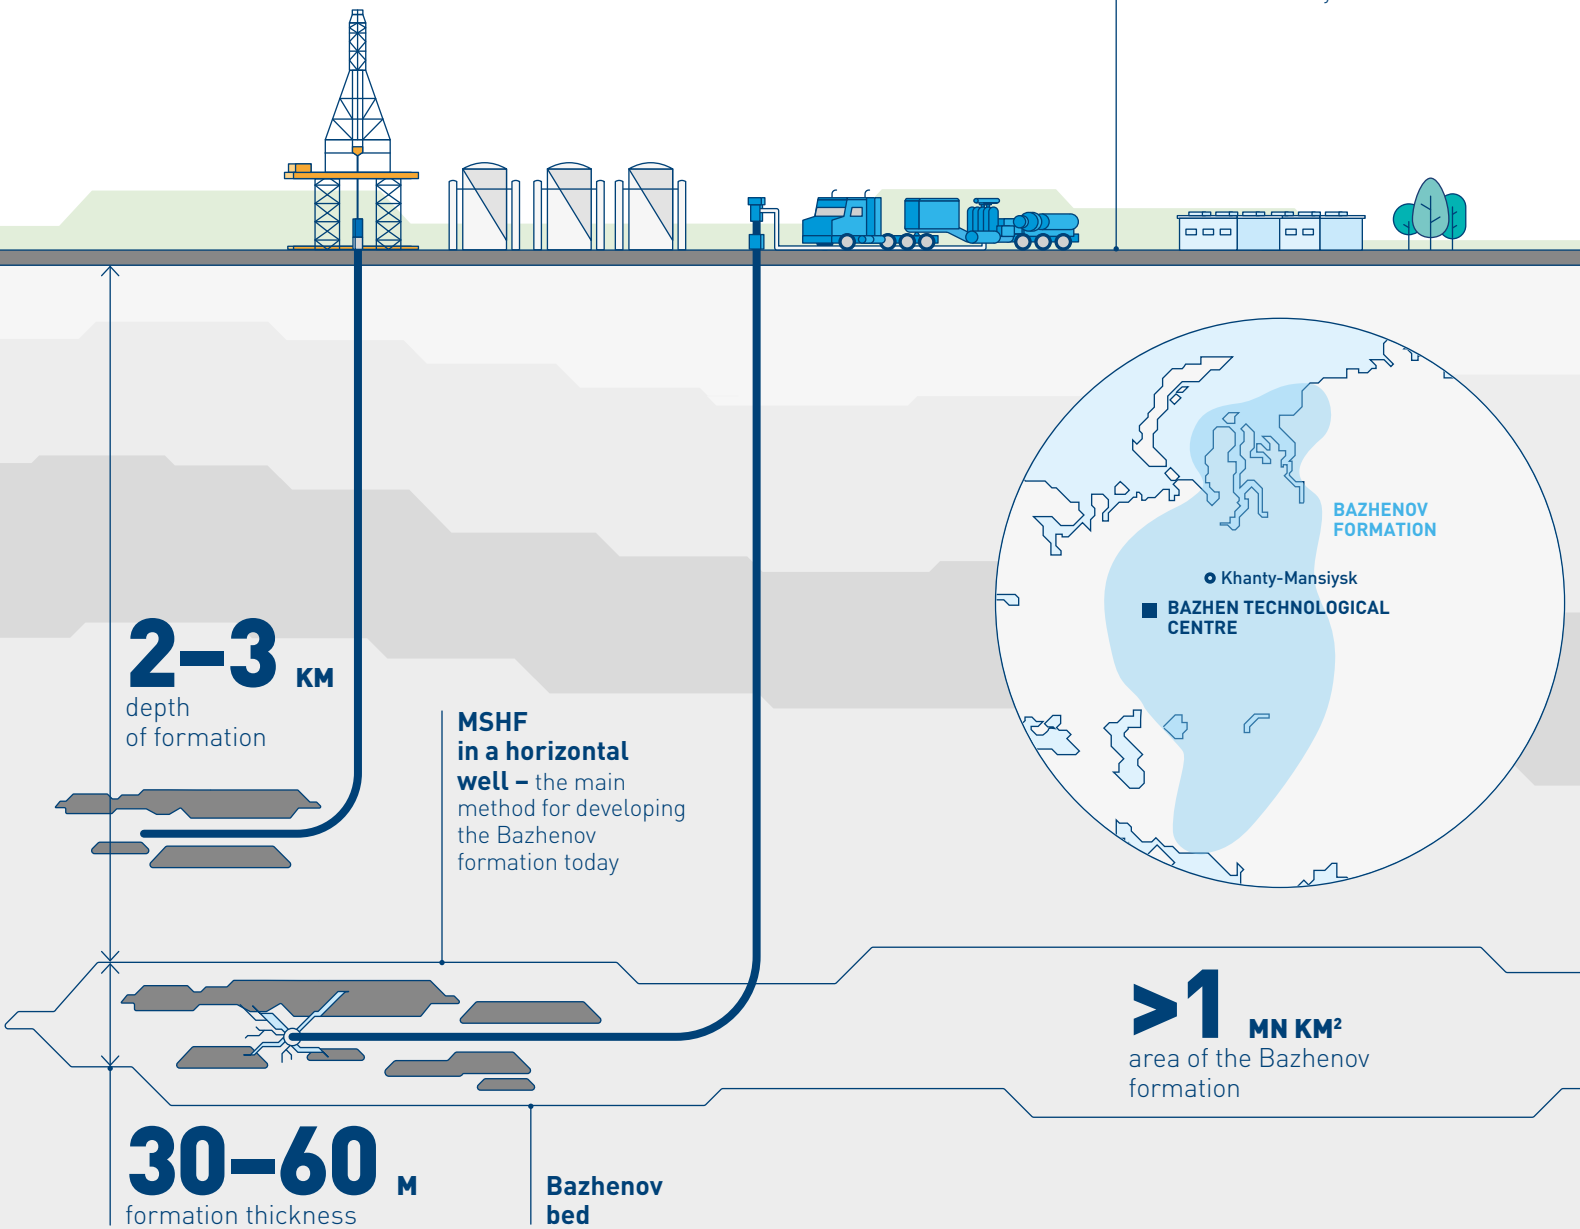 BAZHENOV
FORMATION
Khanty-Mansiysk
BAZHEN TECHNOLOGICAL
CENTRE
2–3 KM
depth
of formation
MSHF
in a horizontal
well – the main
method for developing
the Bazhenov
formation today
>1 MN KM²
area of the Bazhenov
formation
30–60 M
formation thickness
Bazhenov
bed